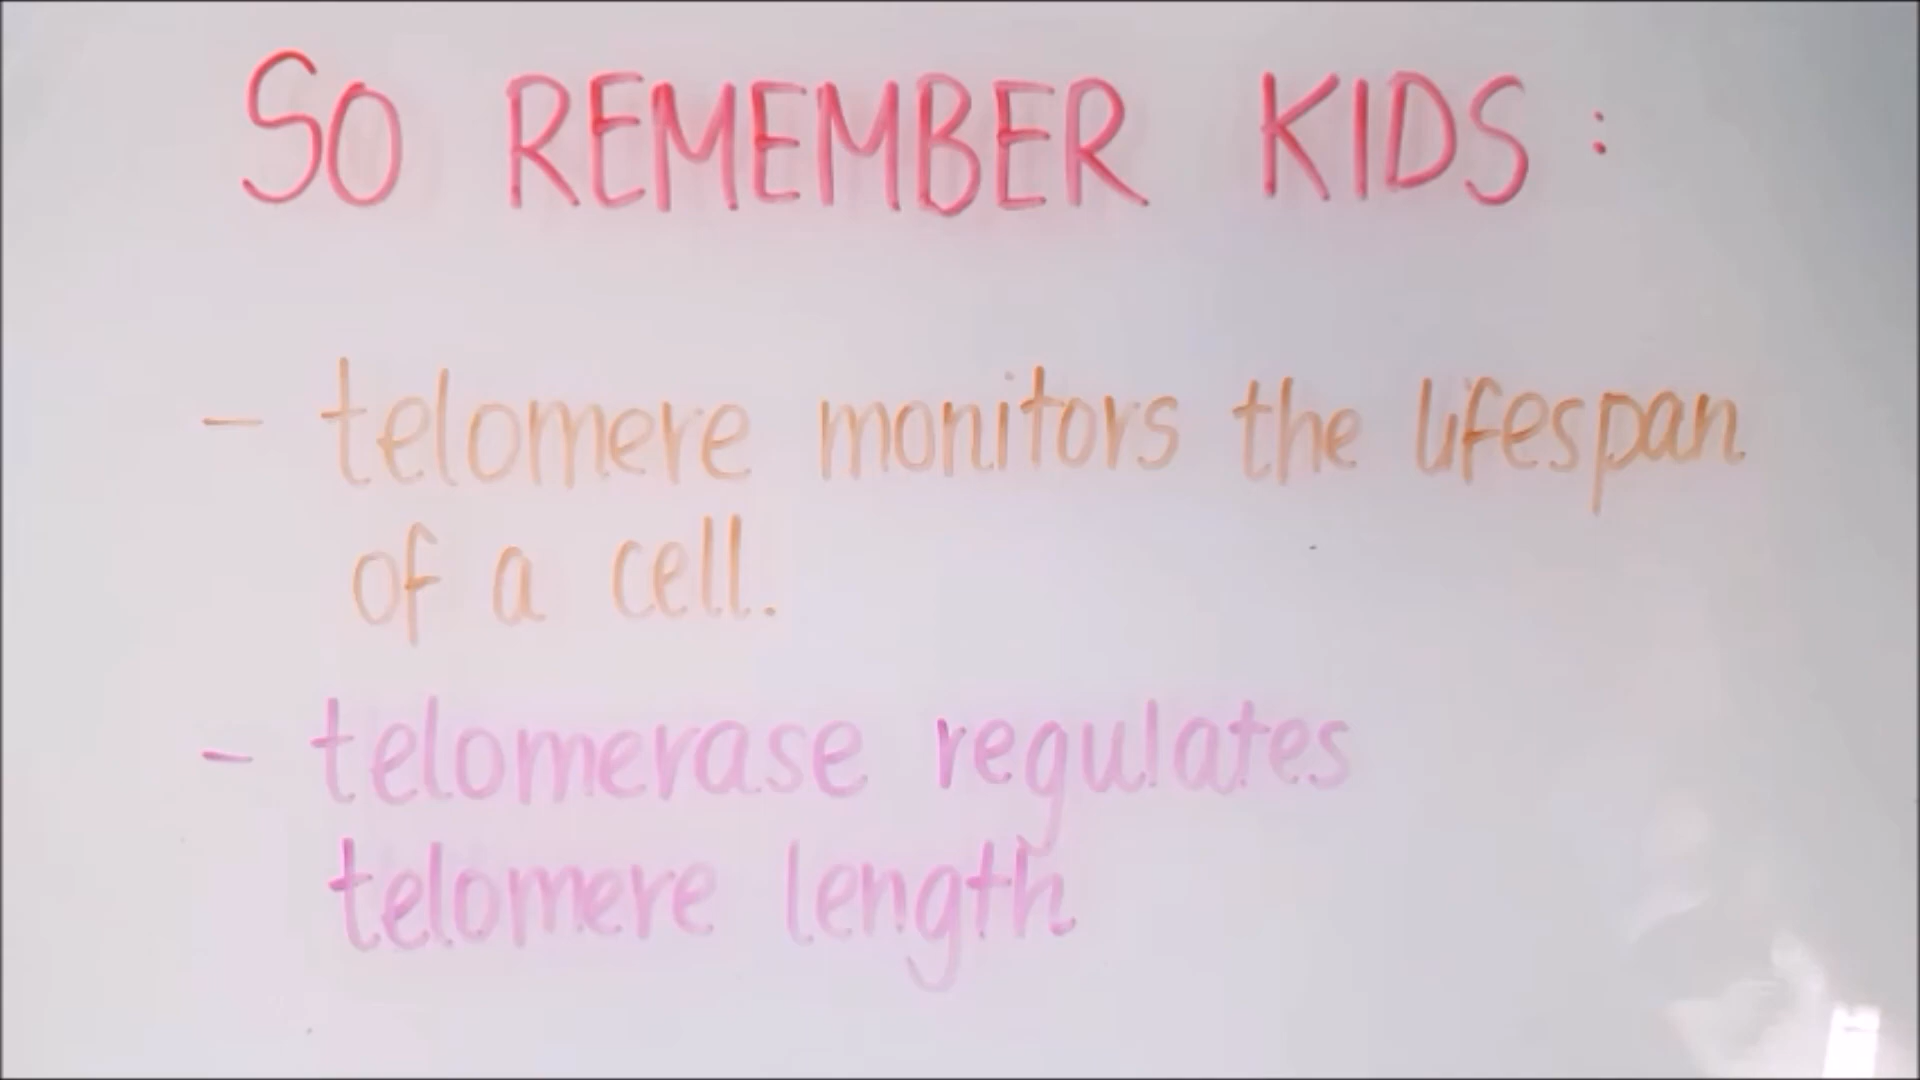 SO REMEMBER KIDS:
- telomere monitors the lifespan
of a cell.
- telomerase regulates
telomere length